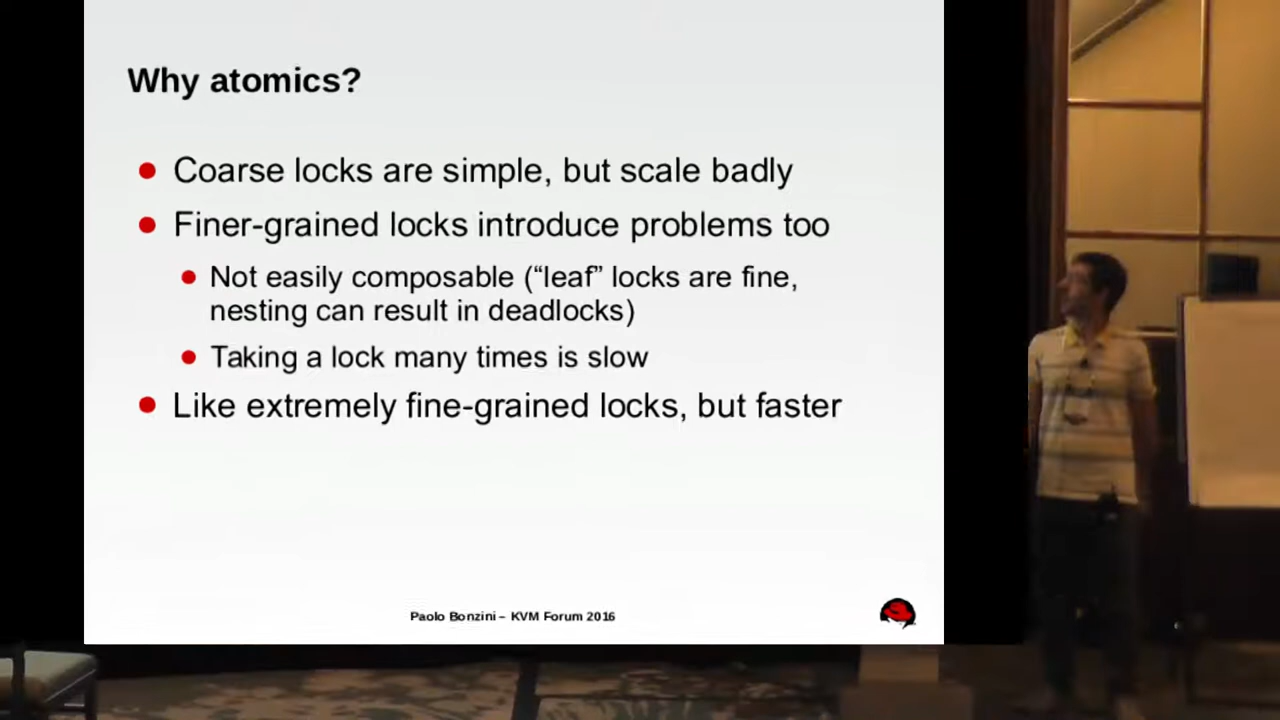 Why atomics?
Coarse locks are simple, but scale badly
Finer-grained locks introduce problems too
Not easily composable (“leaf” locks are fine,
nesting can result in deadlocks)
Taking a lock many times is slow
Like extremely fine-grained locks, but faster
Paolo Bonzini – KVM Forum 2016